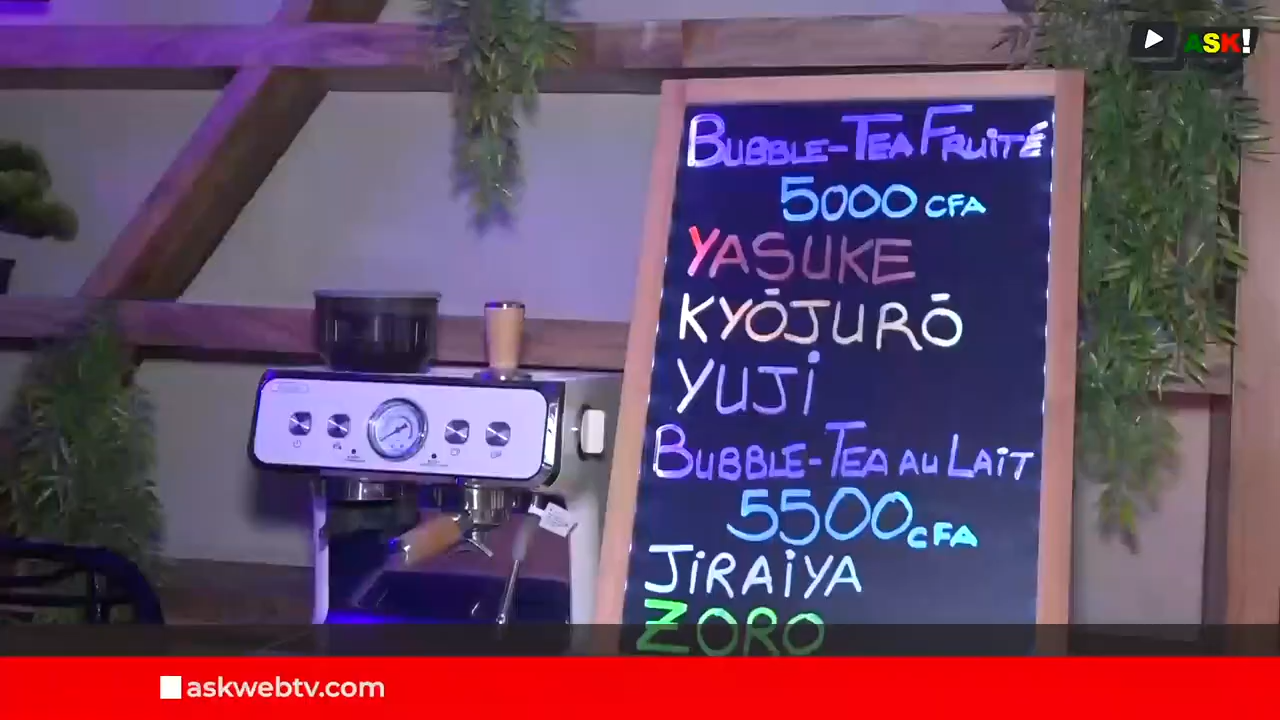 ASK!
BUBBLE-TEA FRUITÉ
5000 CFA
YASUKE
KYŌJURŌ
YUJI
BUBBLE-TEA AU LAIT
5500 CFA
JIRAIYA
ZORO
askwebtv.com